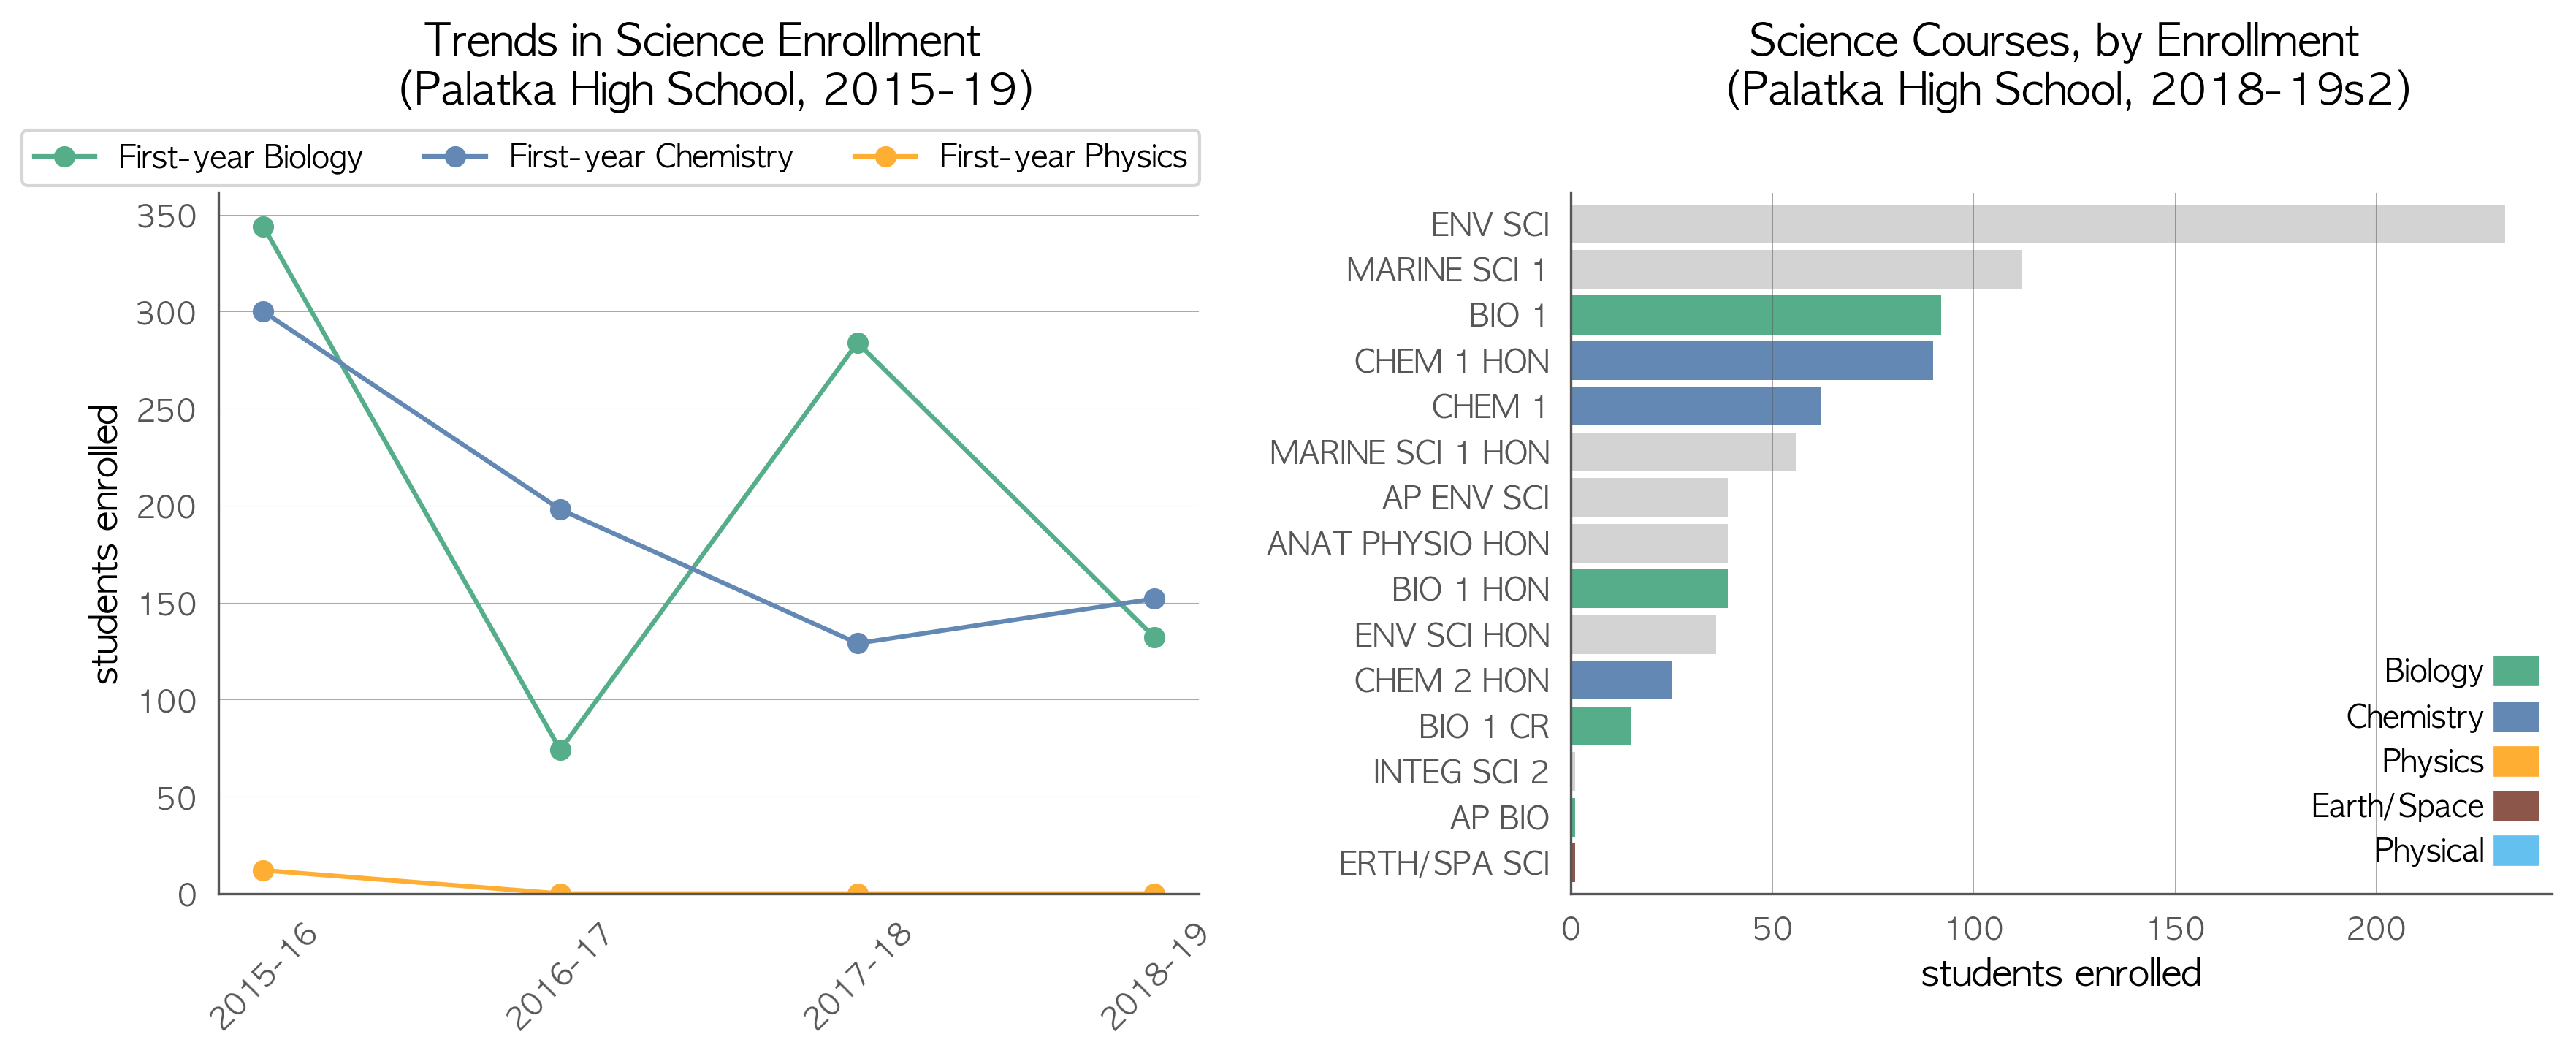 Trends in Science Enrollment
(Palatka High School, 2015-19)
First-year Biology
First-year Chemistry
First-year Physics
350
300
250
200
150
100
50
0
students enrolled
2015-16
2016-17
2017-18
2018-19
Science Courses, by Enrollment
(Palatka High School, 2018-19s2)
ENV SCI
MARINE SCI 1
BIO 1
CHEM 1 HON
CHEM 1
MARINE SCI 1 HON
AP ENV SCI
ANAT PHYSIO HON
BIO 1 HON
ENV SCI HON
CHEM 2 HON
BIO 1 CR
INTEG SCI 2
AP BIO
ERTH/SPA SCI
Biology
Chemistry
Physics
Earth/Space
Physical
0
50
100
150
200
students enrolled